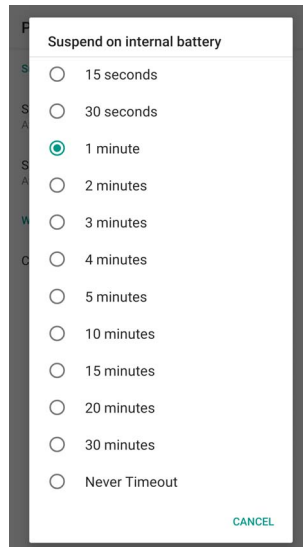 Suspend on internal battery
15 seconds
30 seconds
1 minute
2 minutes
3 minutes
4 minutes
5 minutes
10 minutes
15 minutes
20 minutes
30 minutes
Never Timeout
CANCEL